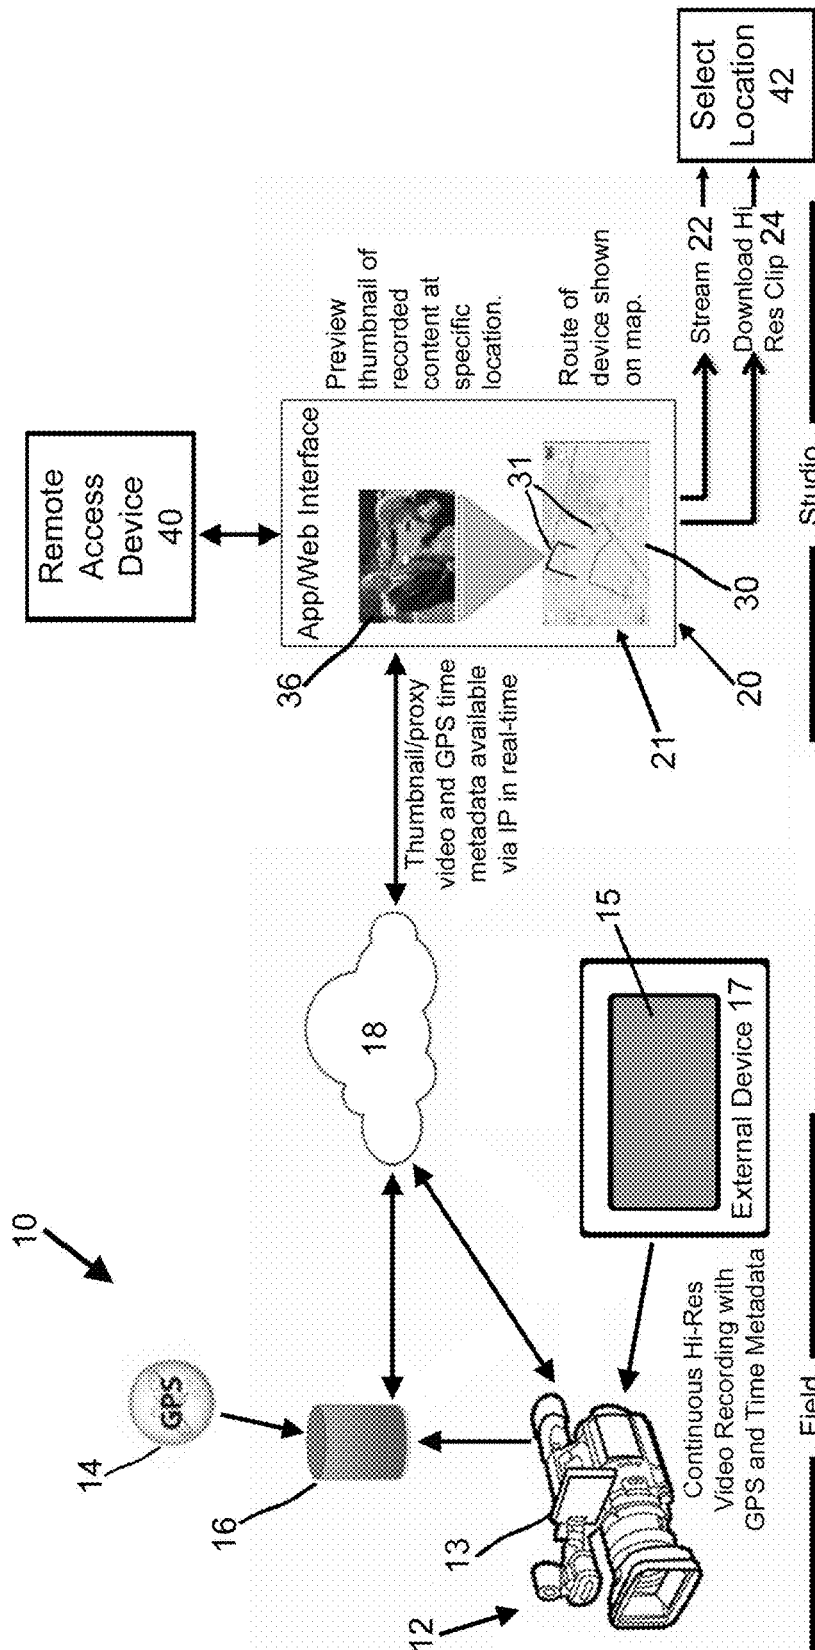 10
14
GPS
16
12
13
Continuous Hi-Res
Video Recording with
GPS and Time Metadata
External Device 17
15
18
Field
Thumbnail/proxy
video and GPS time
metadata available
via IP in real-time
Remote
Access
Device
40
App/Web Interface
36
31
21
30
20
Preview
thumbnail of
recorded
content at
specific
location.
Route of
device shown
on map.
Stream 22
Download Hi
Res Clip 24
Select
Location
42
Studio